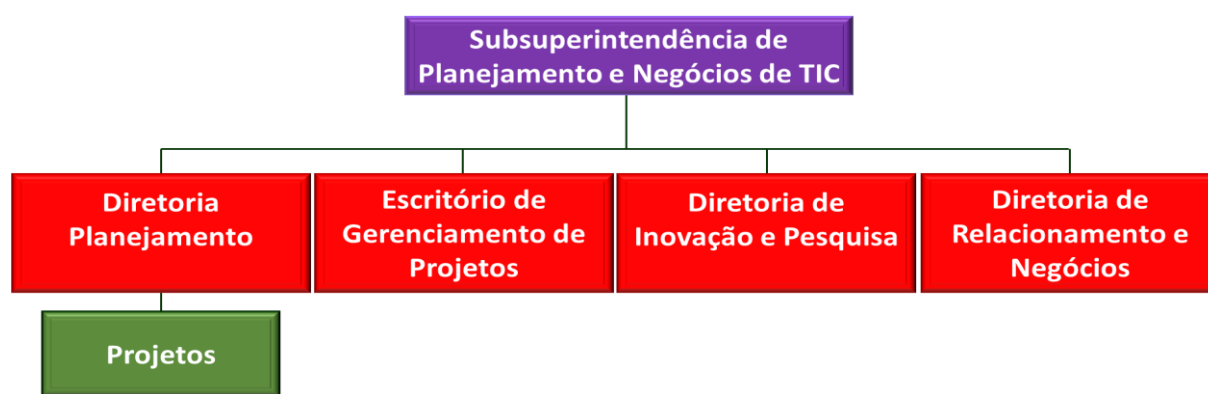 Subsuperintendência de
Planejamento e Negócios de TIC
Diretoria
Planejamento
Escritório de
Gerenciamento de
Projetos
Diretoria de
Inovação e Pesquisa
Diretoria de
Relacionamento e
Negócios
Projetos